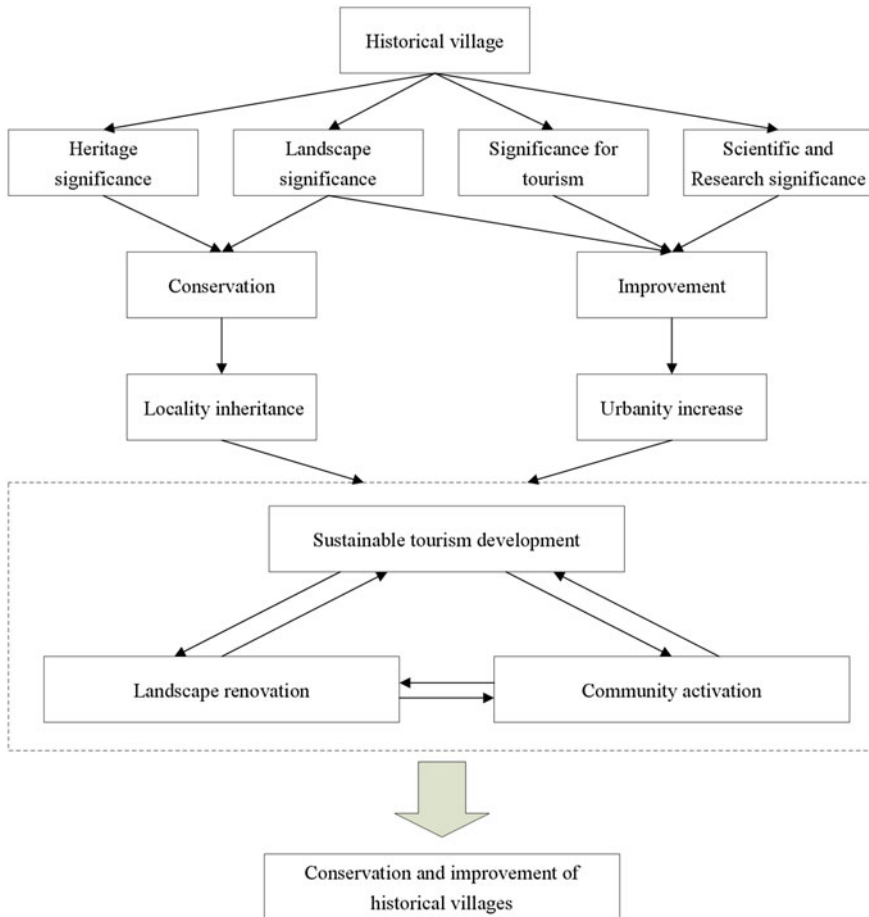 Historical village
Heritage
significance
Landscape
significance
Significance for
tourism
Scientific and
Research significance
Conservation
Improvement
Locality inheritance
Urbanity increase
Sustainable tourism development
Landscape renovation
Community activation
Conservation and improvement of
historical villages